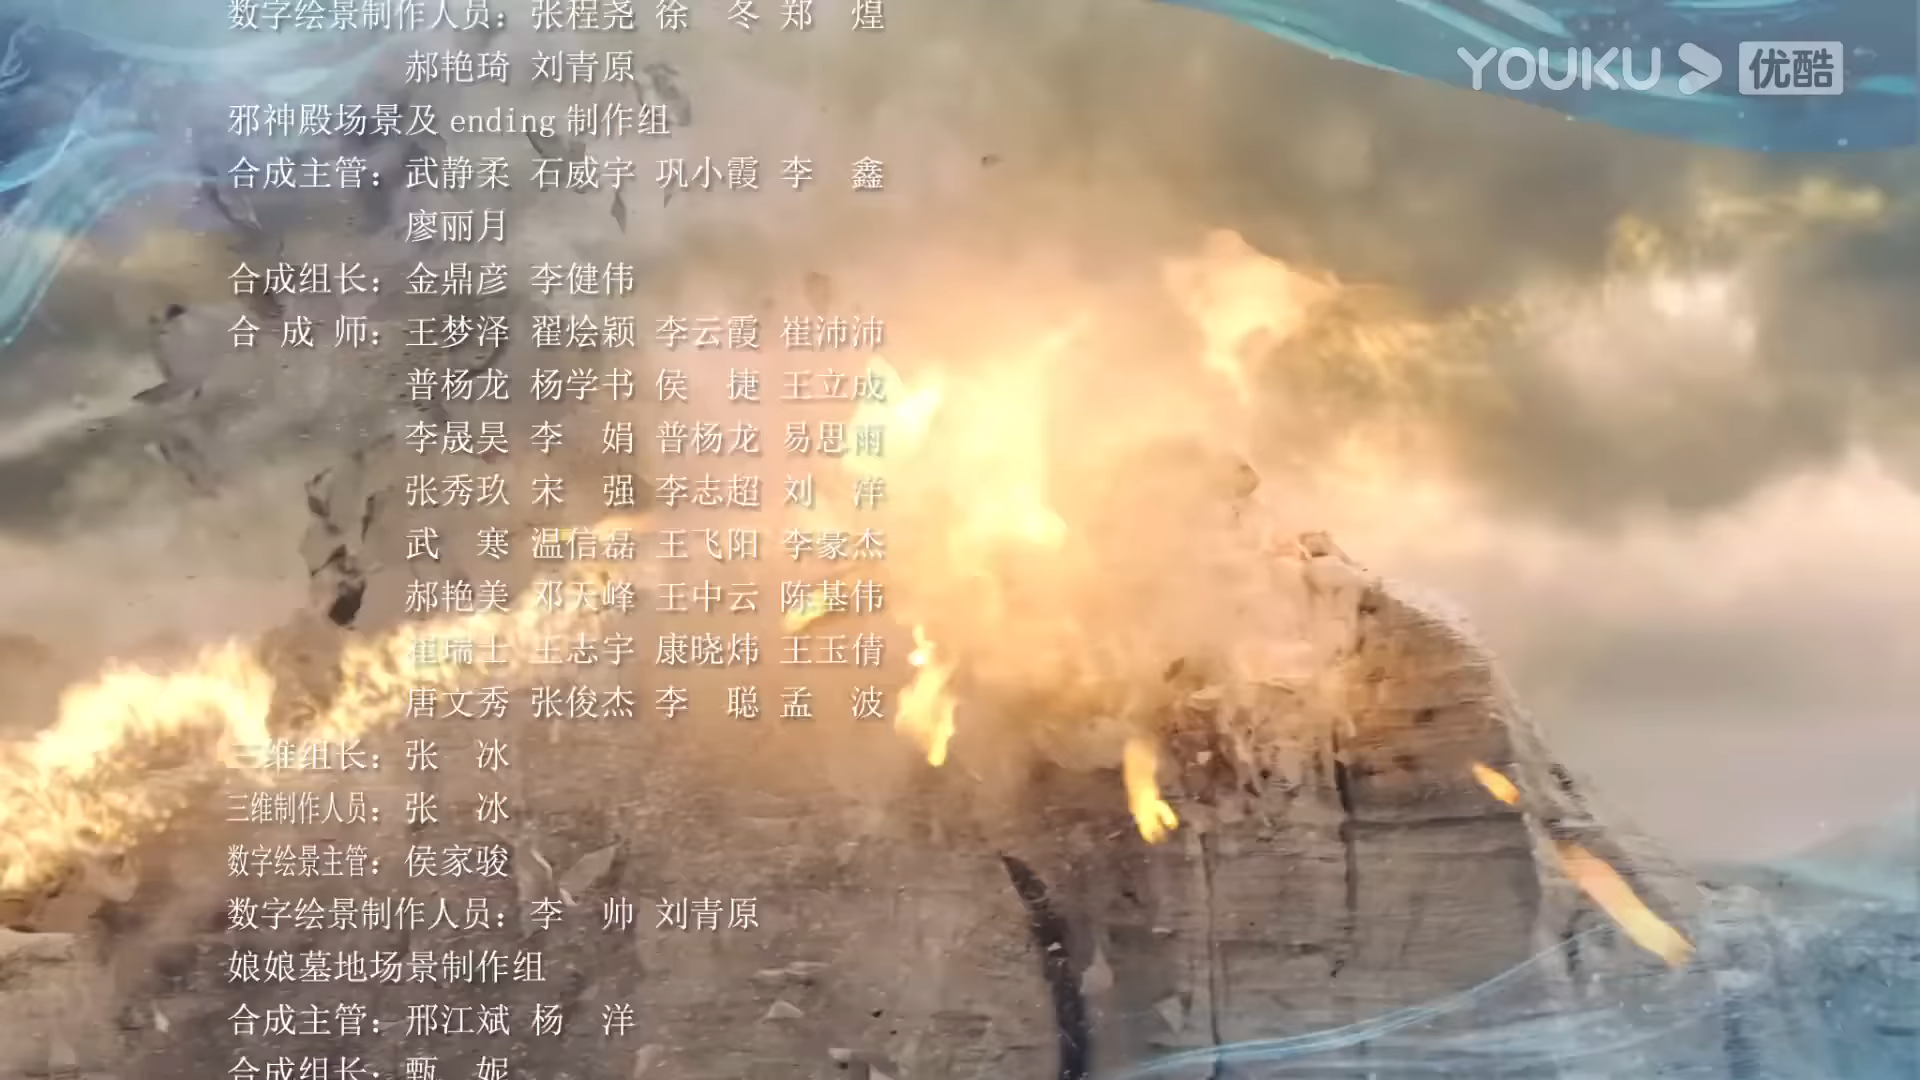 数字绘景制作人员：张程尧 徐　冬 郑　煌
YOUKU 优酷
郝艳琦 刘青原
邪神殿场景及 ending 制作组
合成主管：武静柔 石威宇 巩小霞 李　鑫
廖丽月
合成组长：金鼎彦 李健伟
合 成 师：王梦泽 翟烩颖 李云霞 崔沛沛
普杨龙 杨学书 侯　捷 王立成
李晟昊 李　娟 普杨龙 易思雨
张秀玖 宋　强 李志超 刘　洋
武　寒 温信磊 王飞阳 李豪杰
郝艳美 邓天峰 王中云 陈基伟
崔瑞士 王志宇 康晓炜 王玉倩
唐文秀 张俊杰 李　聪 孟　波
三维组长：张　冰
三维制作人员：张　冰
数字绘景主管：侯家骏
数字绘景制作人员：李　帅 刘青原
娘娘墓地场景制作组
合成主管：邢江斌 杨　洋
合成组长：甄　妮